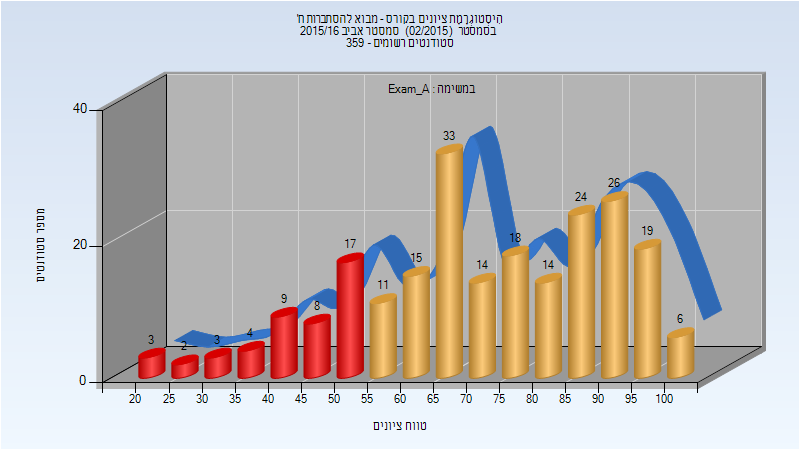 היסטוגרמת ציונים בקורס - מבוא להסתברות ח'
בסמסטר (02/2015) סמסטר אביב 2015/16
סטודנטים רשומים - 359
במשימה : Exam_A
מספר סטודנטים
40
20
0
3
2
3
4
9
8
17
11
15
33
14
18
14
24
26
19
6
20 25 30 35 40 45 50 55 60 65 70 75 80 85 90 95 100
טווח ציונים